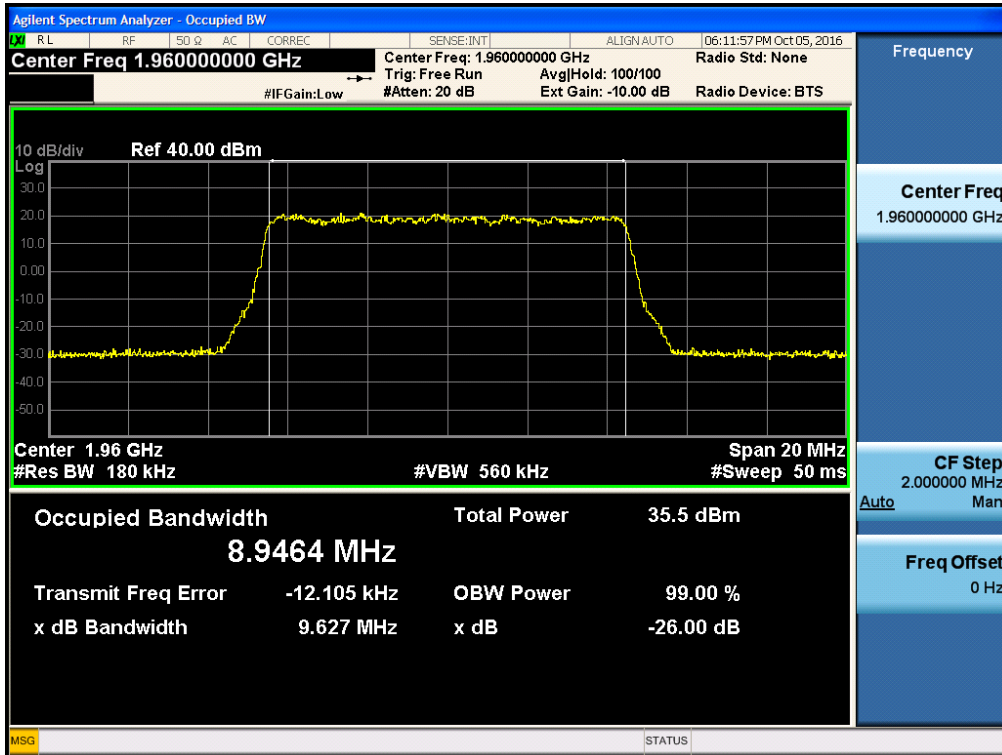 Agilent Spectrum Analyzer - Occupied BW
LXI RL RF 50 Ω AC CORREC SENSE:INT ALIGN AUTO 06:11:57 PM Oct 05, 2016
Center Freq 1.960000000 GHz
Center Freq: 1.960000000 GHz Radio Std: None
Trig: Free Run Avg|Hold: 100/100
#IFGain:Low #Atten: 20 dB Ext Gain: -10.00 dB Radio Device: BTS
10 dB/div Ref 40.00 dBm
Log
30.0
20.0
10.0
0.00
-10.0
-20.0
-30.0
-40.0
-50.0
Center 1.96 GHz Span 20 MHz
#Res BW 180 kHz #VBW 560 kHz #Sweep 50 ms
Occupied Bandwidth Total Power 35.5 dBm
8.9464 MHz
Transmit Freq Error -12.105 kHz OBW Power 99.00 %
x dB Bandwidth 9.627 MHz x dB -26.00 dB
Frequency
Center Freq
1.960000000 GHz
CF Step
2.000000 MHz
Auto Man
Freq Offset
0 Hz
MSG STATUS